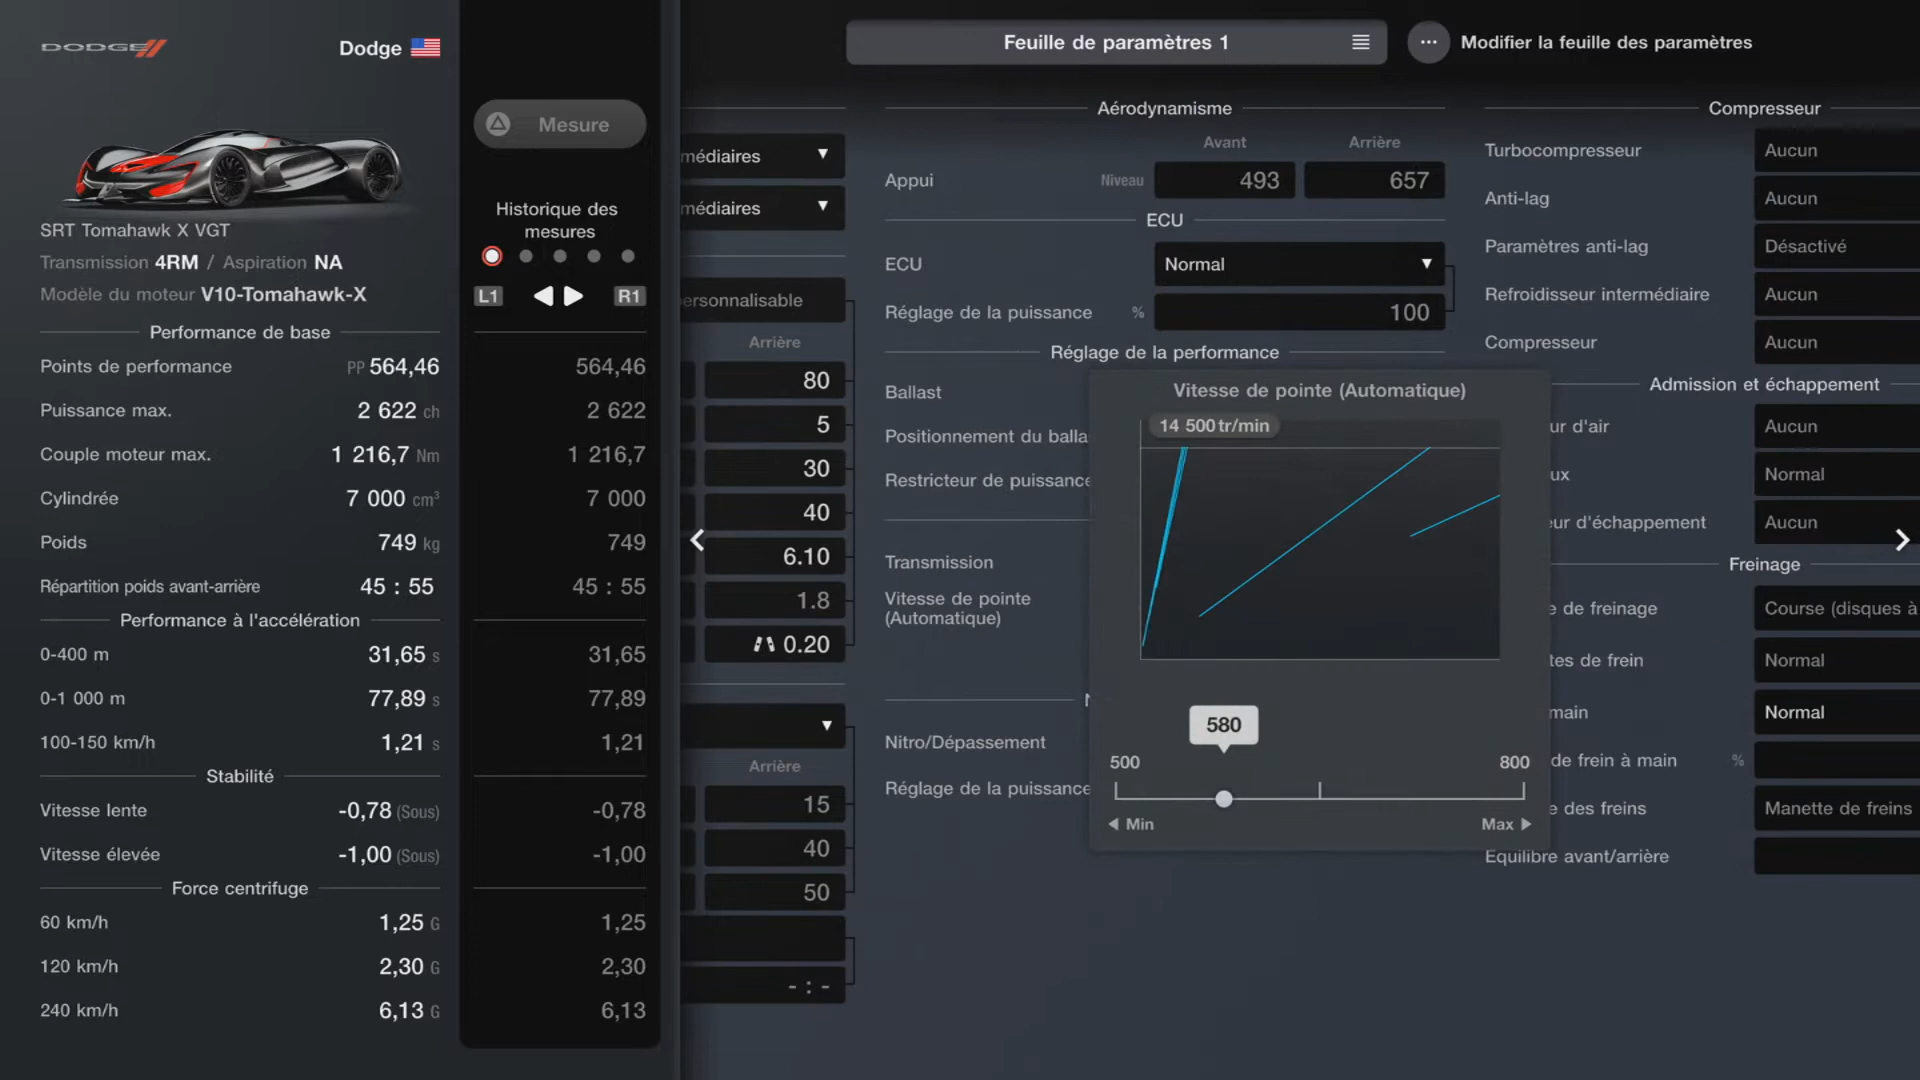 DODGE
Dodge
SRT Tomahawk X VGT
Transmission 4RM / Aspiration NA
Modèle du moteur V10-Tomahawk-X
Performance de base
Points de performance PP 564,46
Puissance max. 2 622 ch
Couple moteur max. 1 216,7 Nm
Cylindrée 7 000 cm³
Poids 749 kg
Répartition poids avant-arrière 45 : 55
Performance à l'accélération
0-400 m 31,65 s
0-1 000 m 77,89 s
100-150 km/h 1,21 s
Stabilité
Vitesse lente -0,78 (Sous)
Vitesse élevée -1,00 (Sous)
Force centrifuge
60 km/h 1,25 G
120 km/h 2,30 G
240 km/h 6,13 G
Mesure
Historique des
mesures
L1 R1
564,46
2 622
1 216,7
7 000
749
45 : 55
31,65
77,89
1,21
-0,78
-1,00
1,25
2,30
6,13
Feuille de paramètres 1
Modifier la feuille des paramètres
médiaires
médiaires
ersonnalisable
Arrière
80
5
30
40
6.10
1.8
0.20
Arrière
15
40
50
- : -
Aérodynamisme
Avant Arrière
Appui Niveau 493 657
ECU
ECU Normal
Réglage de la puissance % 100
Réglage de la performance
Ballast
Positionnement du balla
Restricteur de puissance
Transmission
Vitesse de pointe
(Automatique)
Nitro/Dépassement
Réglage de la puissance
Vitesse de pointe (Automatique)
14 500 tr/min
580
500 800
Min Max
Compresseur
Turbocompresseur Aucun
Anti-lag Aucun
Paramètres anti-lag Désactivé
Refroidisseur intermédiaire Aucun
Compresseur Aucun
Admission et échappement
ur d'air Aucun
ux Normal
eur d'échappement Aucun
Freinage
e de freinage Course (disques à
tes de frein Normal
main Normal
de frein à main %
e des freins Manette de freins
Équilibre avant/arrière